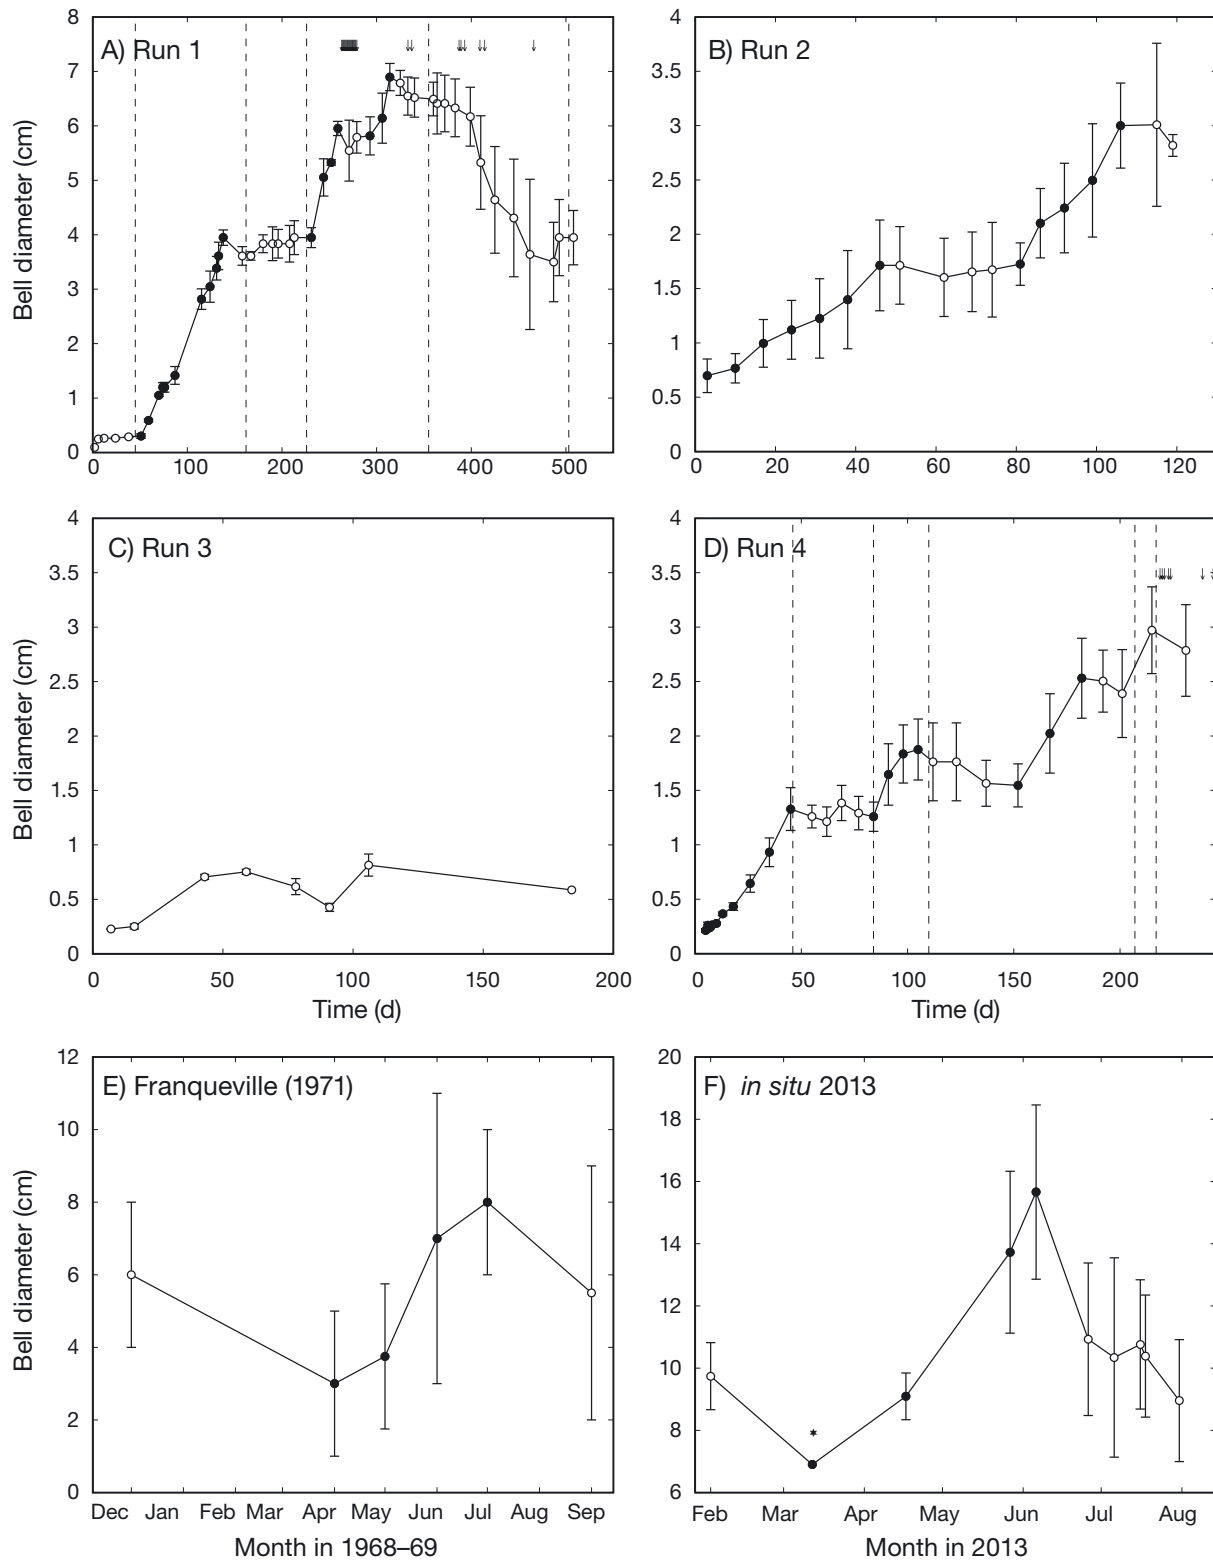 A) Run 1
Bell diameter (cm)
8
7
6
5
4
3
2
1
0
0 100 200 300 400 500
B) Run 2
4
3.5
3
2.5
2
1.5
1
0.5
0
0 20 40 60 80 100 120
C) Run 3
Bell diameter (cm)
4
3.5
3
2.5
2
1.5
1
0.5
0
0 50 100 150 200
Time (d)
D) Run 4
4
3.5
3
2.5
2
1.5
1
0.5
0
0 50 100 150 200
Time (d)
E) Franqueville (1971)
Bell diameter (cm)
12
10
8
6
4
2
0
Dec Jan Feb Mar Apr May Jun Jul Aug Sep
Month in 1968–69
F) in situ 2013
20
18
16
14
12
10
8
6
*
Feb Mar Apr May Jun Jul Aug
Month in 2013